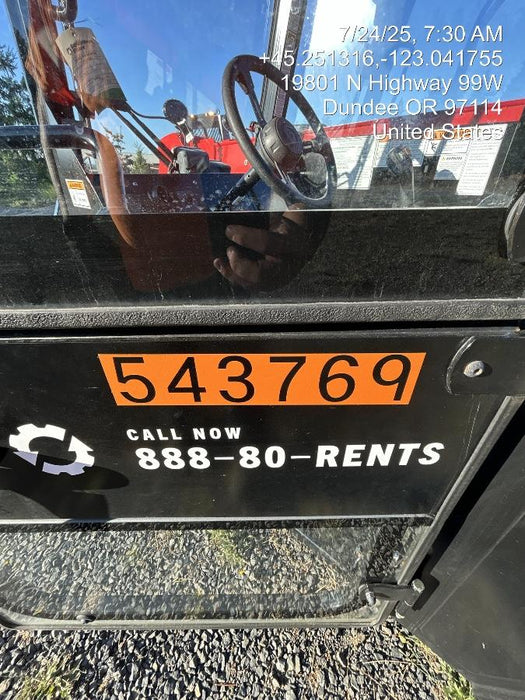 7/24/25, 7:30 AM
+45.251316,-123.041755
19801 N Highway 99W
Dundee OR 97114
United States
543769
CALL NOW
888-80-RENTS